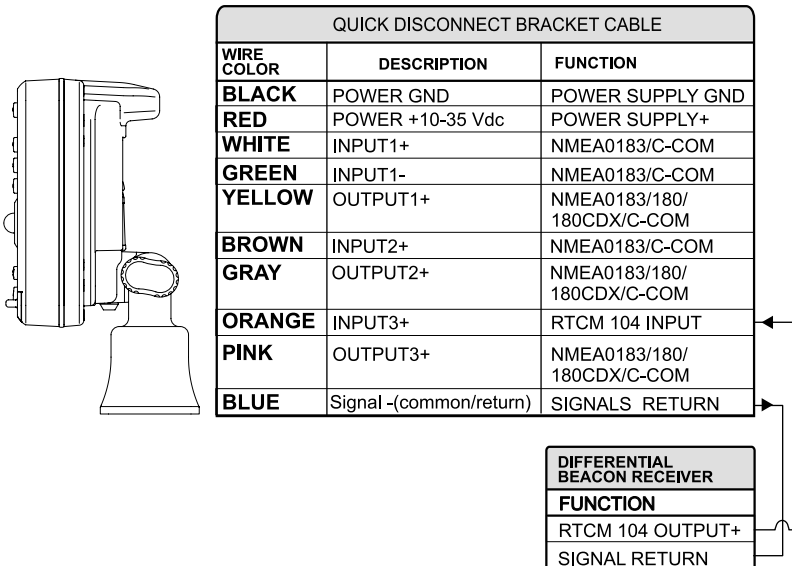 QUICK DISCONNECT BRACKET CABLE
WIRE COLOR DESCRIPTION FUNCTION
BLACK POWER GND POWER SUPPLY GND
RED POWER +10-35 Vdc POWER SUPPLY+
WHITE INPUT1+ NMEA0183/C-COM
GREEN INPUT1- NMEA0183/C-COM
YELLOW OUTPUT1+ NMEA0183/180/
180CDX/C-COM
BROWN INPUT2+ NMEA0183/C-COM
GRAY OUTPUT2+ NMEA0183/180/
180CDX/C-COM
ORANGE INPUT3+ RTCM 104 INPUT
PINK OUTPUT3+ NMEA0183/180/
180CDX/C-COM
BLUE Signal -(common/return) SIGNALS RETURN
DIFFERENTIAL
BEACON RECEIVER
FUNCTION
RTCM 104 OUTPUT+
SIGNAL RETURN